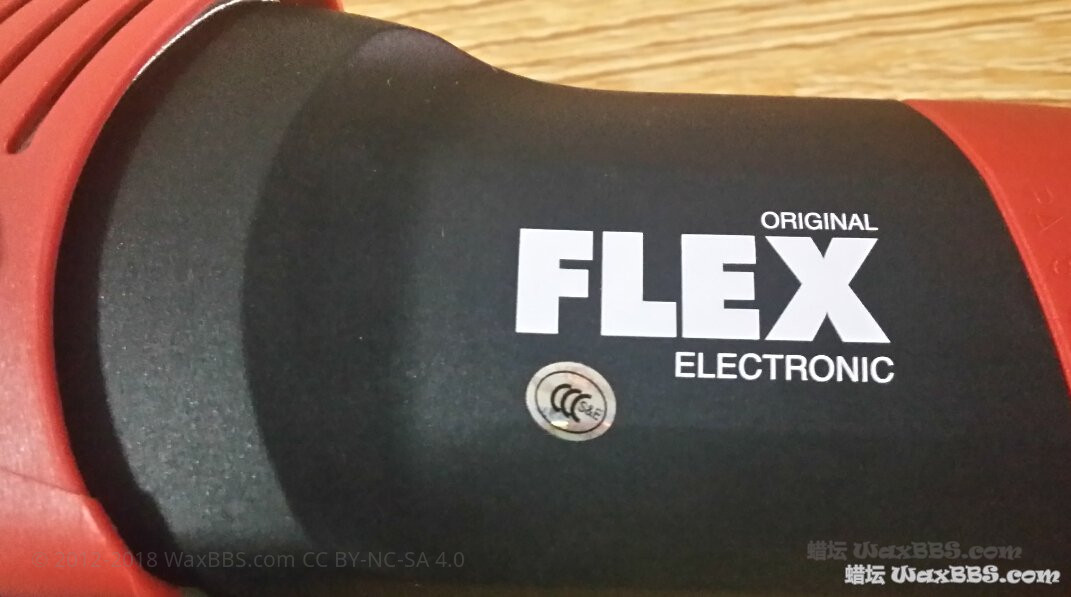 ORIGINAL
FLEX
ELECTRONIC
CCC S&E
2018 WaxBBS.com CC BY-NC-SA 4.0
蜡坛 WaxBBS.com
蜡坛 WaxBBS.com